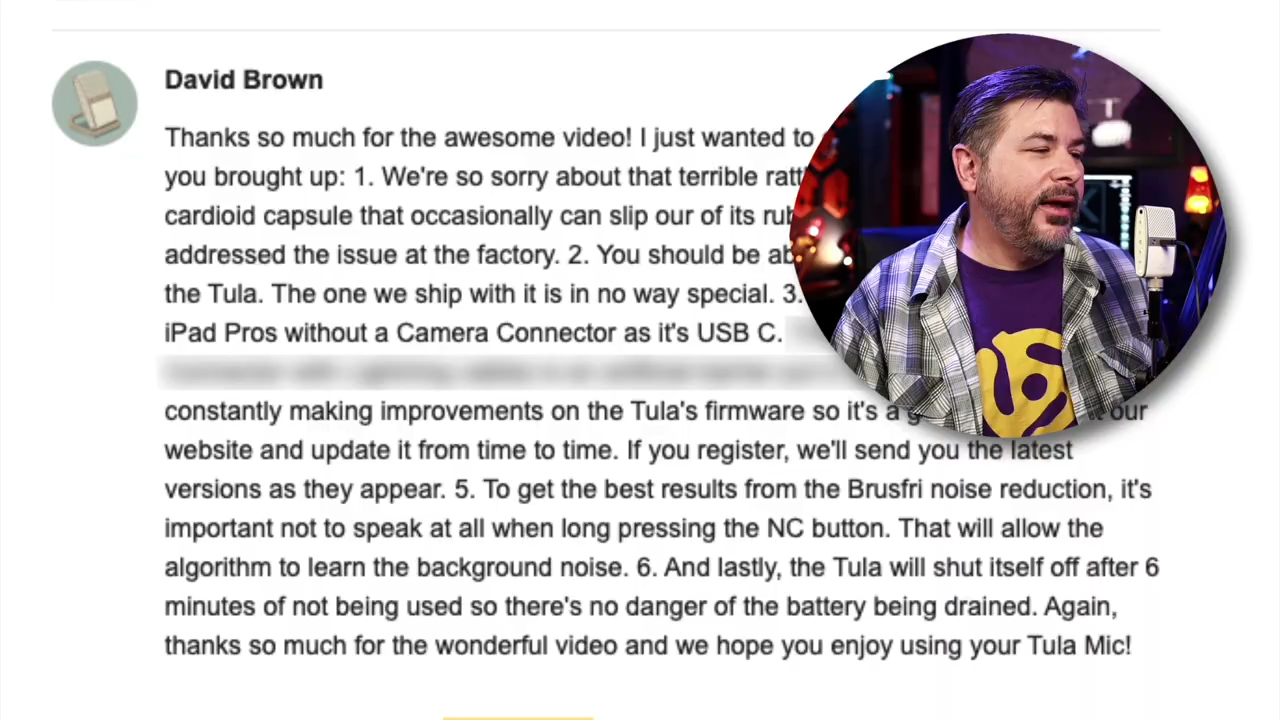 David Brown
Thanks so much for the awesome video! I just wanted to
you brought up: 1. We're so sorry about that terrible
cardioid capsule that occasionally can slip our of its
addressed the issue at the factory. 2. You should be
the Tula. The one we ship with it is in no way special. 3.
iPad Pros without a Camera Connector as it's USB C.
constantly making improvements on the Tula's firmware so it's a our
website and update it from time to time. If you register, we'll send you the latest
versions as they appear. 5. To get the best results from the Brusfri noise reduction, it's
important not to speak at all when long pressing the NC button. That will allow the
algorithm to learn the background noise. 6. And lastly, the Tula will shut itself off after 6
minutes of not being used so there's no danger of the battery being drained. Again,
thanks so much for the wonderful video and we hope you enjoy using your Tula Mic!